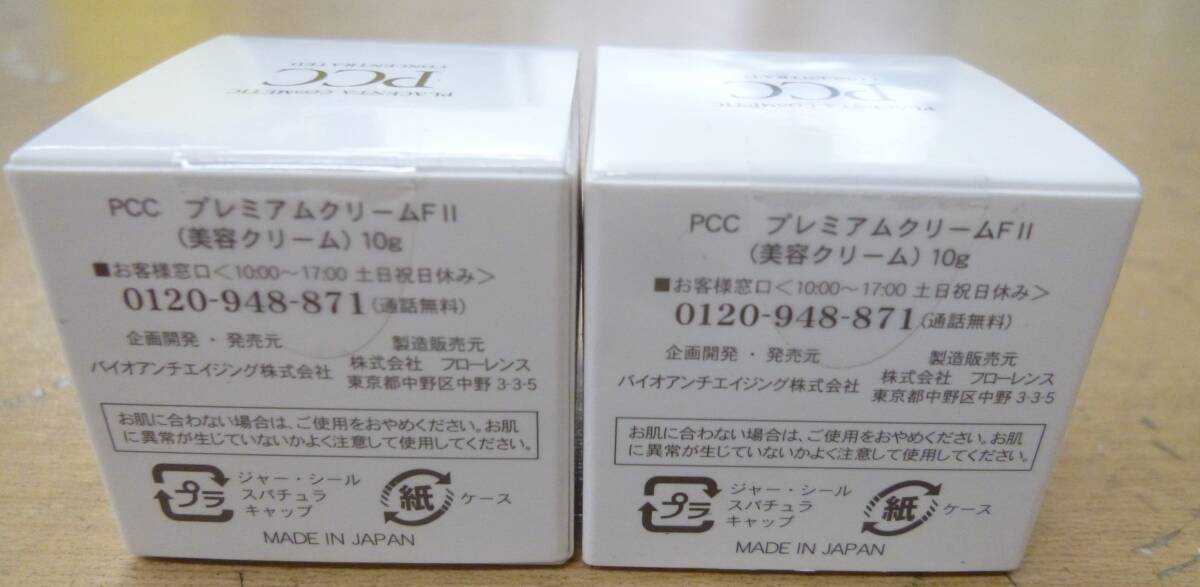 PLACENTA COSMETIC
PCC
CONCENTRATED
PCC プレミアムクリームFⅡ
(美容クリーム) 10g
■お客様窓口<10:00~17:00 土日祝日休み>
0120-948-871(通話無料)
企画開発・発売元
バイオアンチエイジング株式会社
製造販売元
株式会社 フローレンス
東京都中野区中野 3-3-5
お肌に合わない場合は、ご使用をおやめください。お肌
に異常が生じていないかよく注意して使用してください。
プラ
ジャー・シール
スパチュラ
キャップ
紙
ケース
MADE IN JAPAN
PLACENTA COSMETIC
PCC
CONCENTRATED
PCC プレミアムクリームFⅡ
(美容クリーム) 10g
■お客様窓口<10:00~17:00 土日祝日休み>
0120-948-871(通話無料)
企画開発・発売元
バイオアンチエイジング株式会社
製造販売元
株式会社 フローレンス
東京都中野区中野 3-3-5
お肌に合わない場合は、ご使用をおやめください。お肌
に異常が生じていないかよく注意して使用してください。
プラ
ジャー・シール
スパチュラ
キャップ
紙
ケース
MADE IN JAPAN